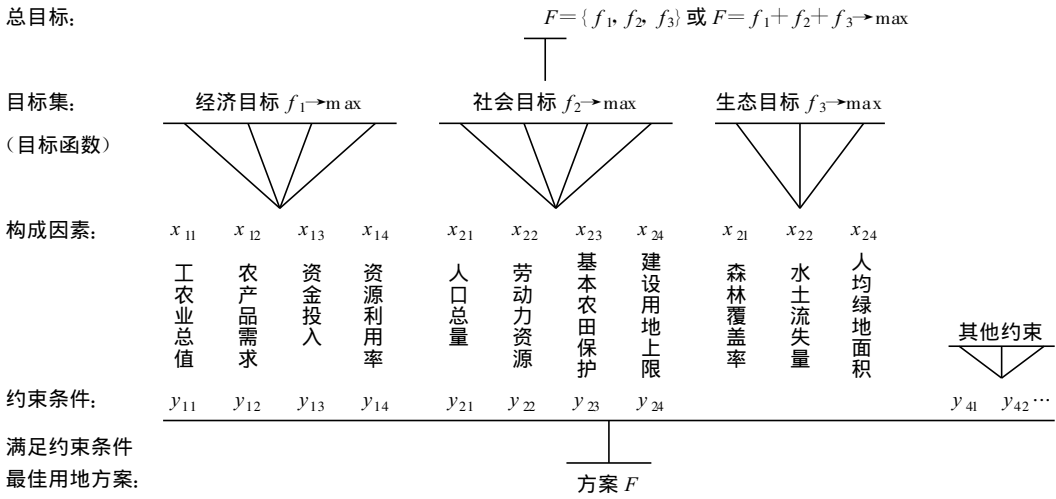 总目标: F={f₁, f₂, f₃}或 F=f₁+f₂+f₃→max
目标集: 经济目标 f₁→max 社会目标 f₂→max 生态目标 f₃→max
(目标函数)
构成因素: x₁₁ x₁₂ x₁₃ x₁₄ x₂₁ x₂₂ x₂₃ x₂₄ x₂₁ x₂₂ x₂₄
工农业总值
农产品需求
资金投入
资源利用率
人口总量
劳动力资源
基本农田保护
建设用地上限
森林覆盖率
水土流失量
人均绿地面积
其他约束
约束条件: y₁₁ y₁₂ y₁₃ y₁₄ y₂₁ y₂₂ y₂₃ y₂₄ y₄₁ y₄₂ …
满足约束条件
最佳用地方案: 方案 F